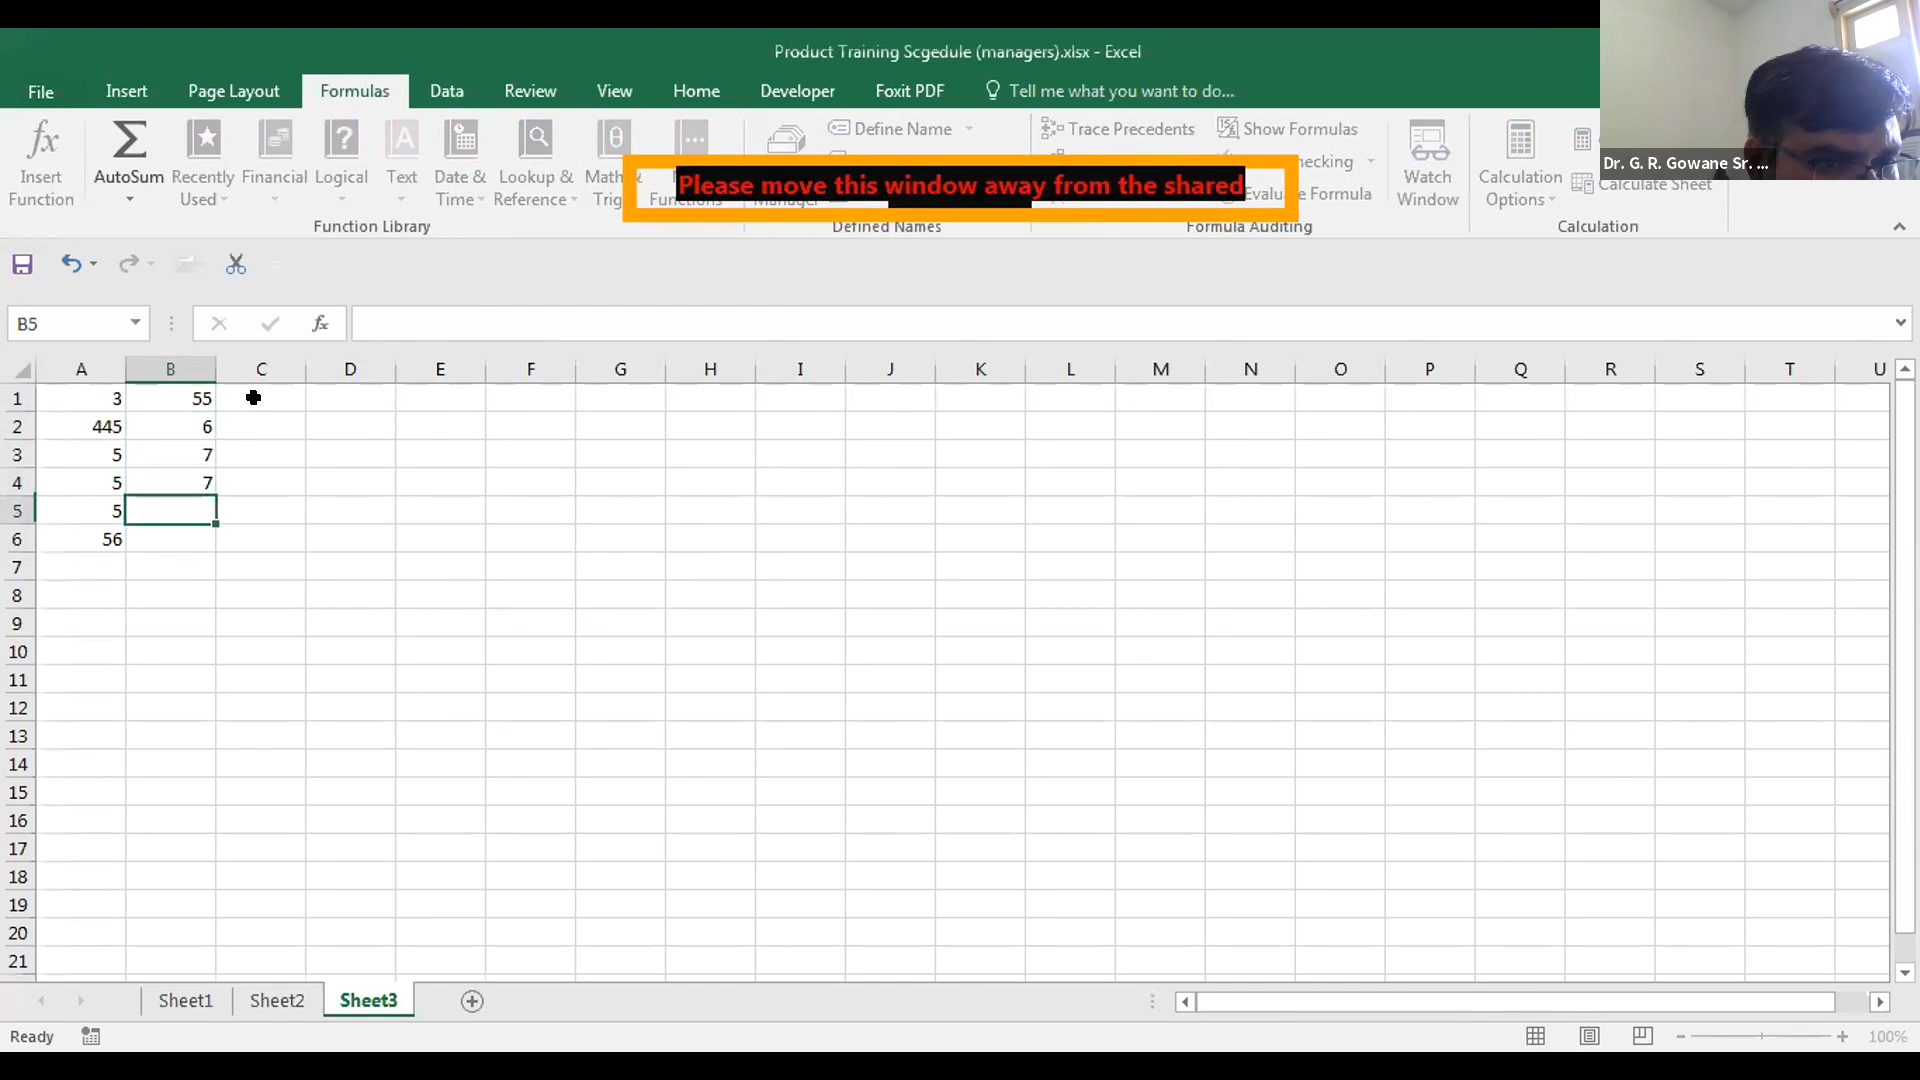 Product Training Scgedule (managers).xlsx - Excel
File Insert Page Layout Formulas Data Review View Home Developer Foxit PDF Tell me what you want to do...
Define Name Trace Precedents Show Formulas
Insert Function AutoSum Recently Used Financial Logical Text Date & Time Lookup & Reference Math & Trig Functions Manager Evaluate Formula Watch Window Calculation Options Calculate Sheet
Please move this window away from the shared
Dr. G. R. Gowane Sr. ...
Function Library Defined Names Formula Auditing Calculation
B5 fx
A B C D E F G H I J K L M N O P Q R S T U
1 3 55
2 445 6
3 5 7
4 5 7
5 5
6 56
7
8
9
10
11
12
13
14
15
16
17
18
19
20
21
Sheet1 Sheet2 Sheet3
Ready 100%